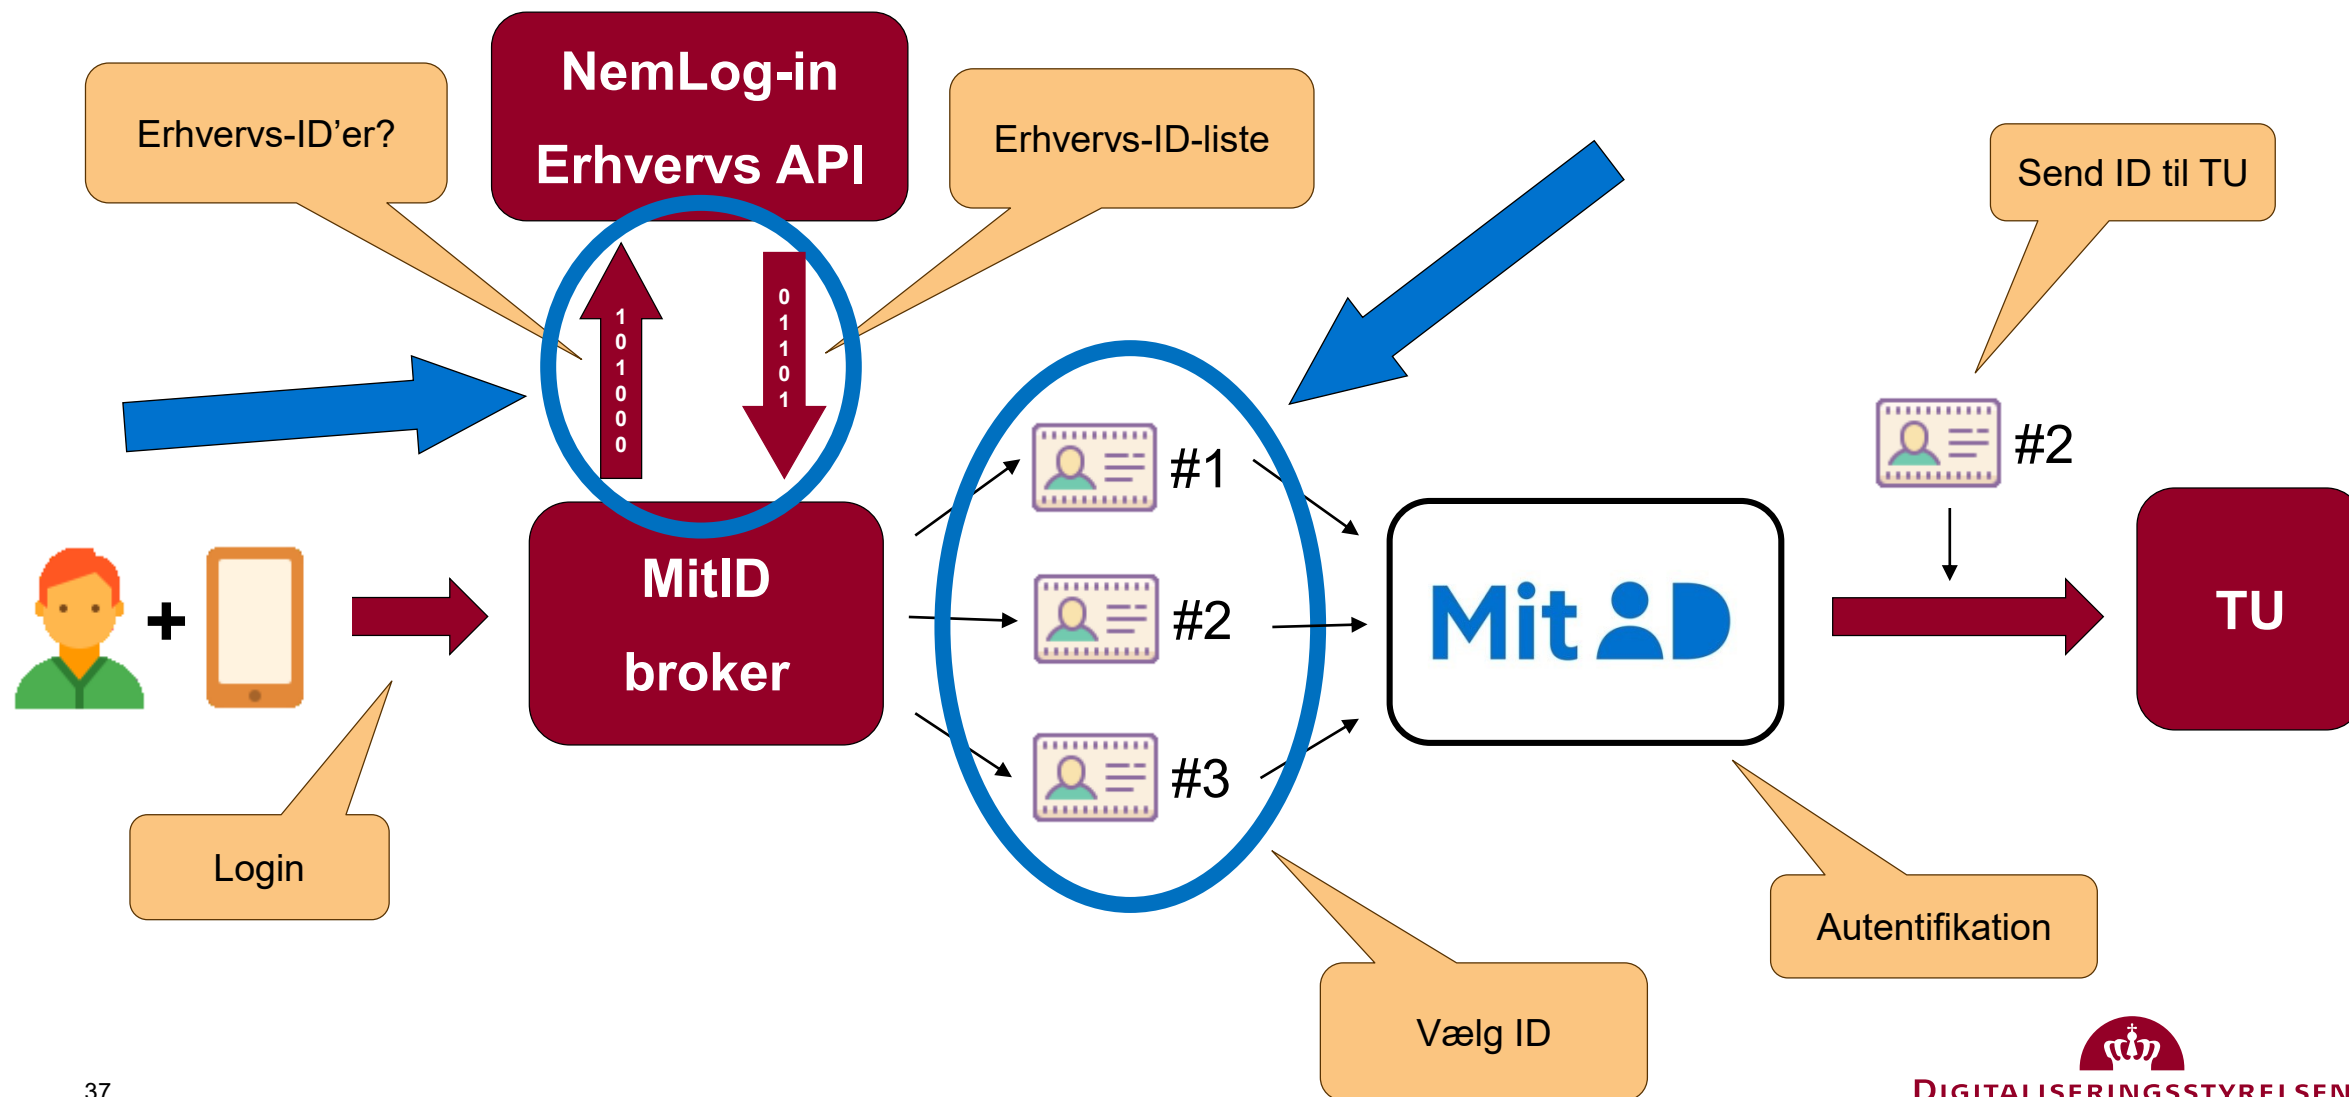 NemLog-in
Erhvervs API
Erhvervs-ID’er?
Erhvervs-ID-liste
Send ID til TU
1
0
1
0
0
0
0
1
1
0
1
#1
#2
#3
#2
MitID
broker
Mit D
TU
Login
Autentifikation
Vælg ID
37
DIGITALISERINGSSTYRELSEN